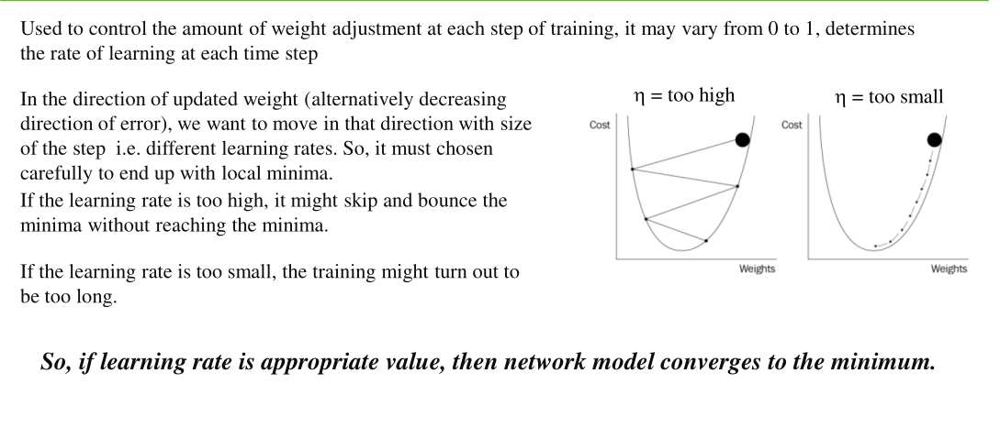 Used to control the amount of weight adjustment at each step of training, it may vary from 0 to 1, determines
the rate of learning at each time step
In the direction of updated weight (alternatively decreasing
direction of error), we want to move in that direction with size
of the step i.e. different learning rates. So, it must chosen
carefully to end up with local minima.
If the learning rate is too high, it might skip and bounce the
minima without reaching the minima.
If the learning rate is too small, the training might turn out to
be too long.
η = too high
Cost
Weights
η = too small
Cost
Weights
So, if learning rate is appropriate value, then network model converges to the minimum.